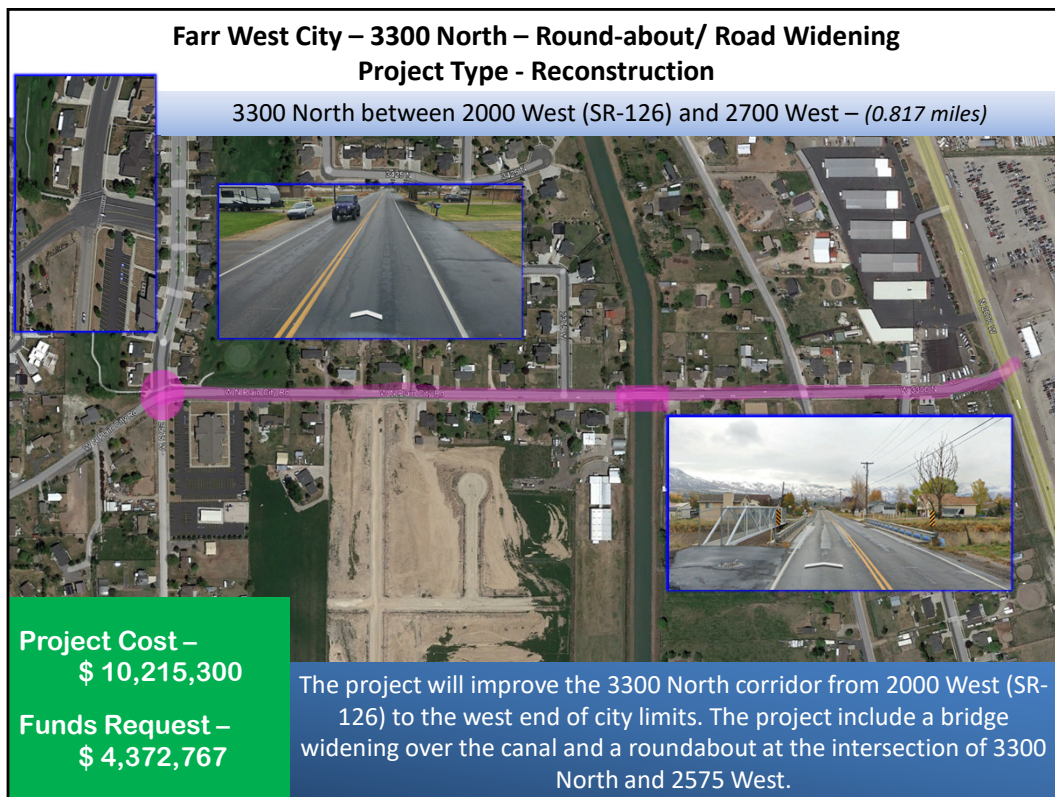 Farr West City – 3300 North – Round-about/ Road Widening
Project Type - Reconstruction
3300 North between 2000 West (SR-126) and 2700 West – (0.817 miles)
3425 N
W 3300 N
Project Cost –
$ 10,215,300
Funds Request –
$ 4,372,767
The project will improve the 3300 North corridor from 2000 West (SR-
126) to the west end of city limits. The project include a bridge
widening over the canal and a roundabout at the intersection of 3300
North and 2575 West.